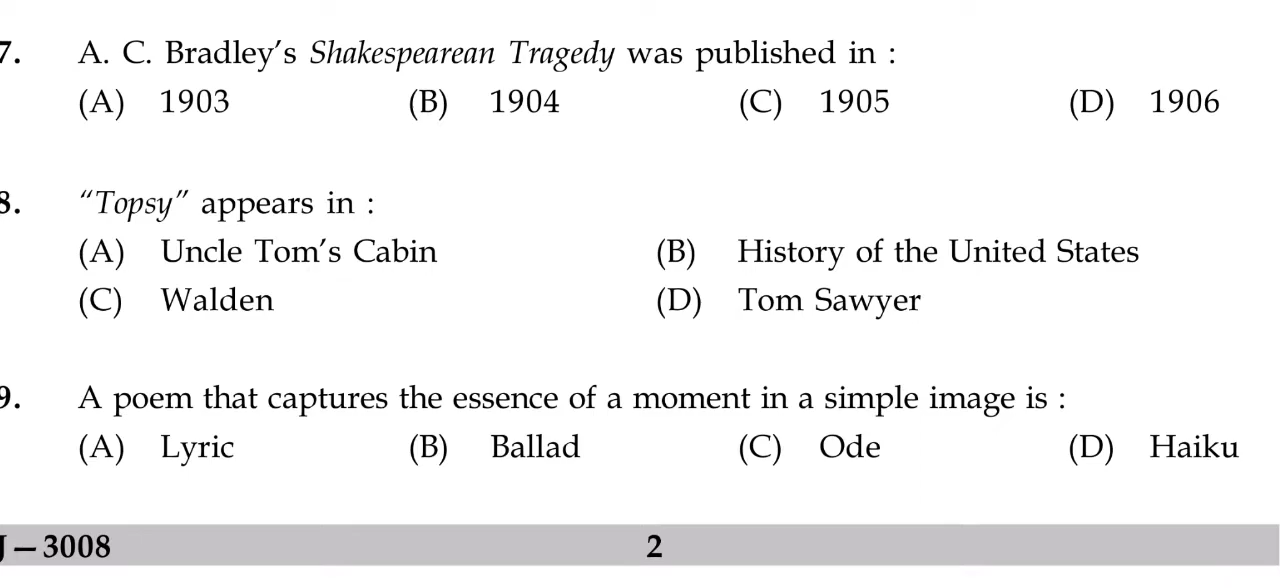 7. A. C. Bradley’s Shakespearean Tragedy was published in :
(A) 1903 (B) 1904 (C) 1905 (D) 1906
8. “Topsy” appears in :
(A) Uncle Tom’s Cabin (B) History of the United States
(C) Walden (D) Tom Sawyer
9. A poem that captures the essence of a moment in a simple image is :
(A) Lyric (B) Ballad (C) Ode (D) Haiku
J – 3008 2